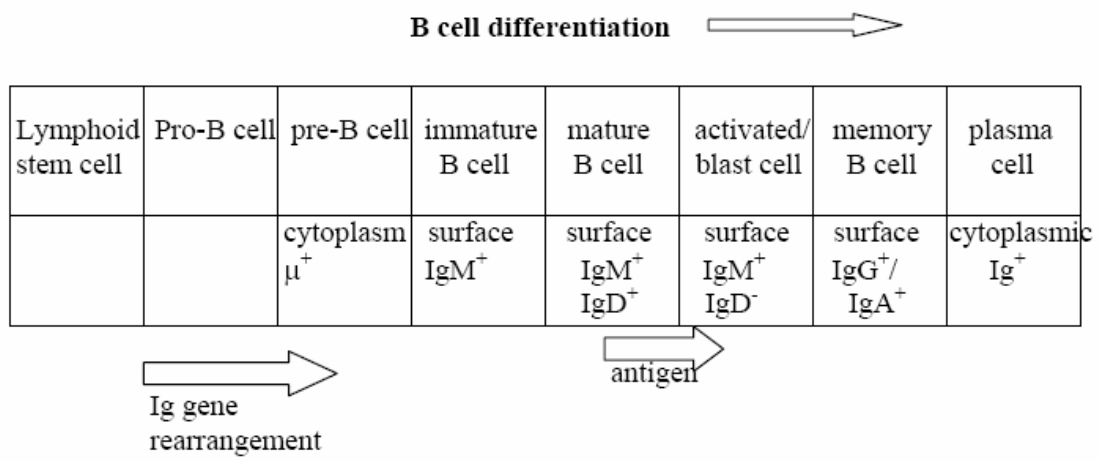 B cell differentiation
Lymphoid
stem cell
Pro-B cell
pre-B cell
immature
B cell
mature
B cell
activated/
blast cell
memory
B cell
plasma
cell
cytoplasm
μ⁺
surface
IgM⁺
surface
IgM⁺
IgD⁺
surface
IgM⁺
IgD⁻
surface
IgG⁺/
IgA⁺
cytoplasmic
Ig⁺
Ig gene
rearrangement
antigen